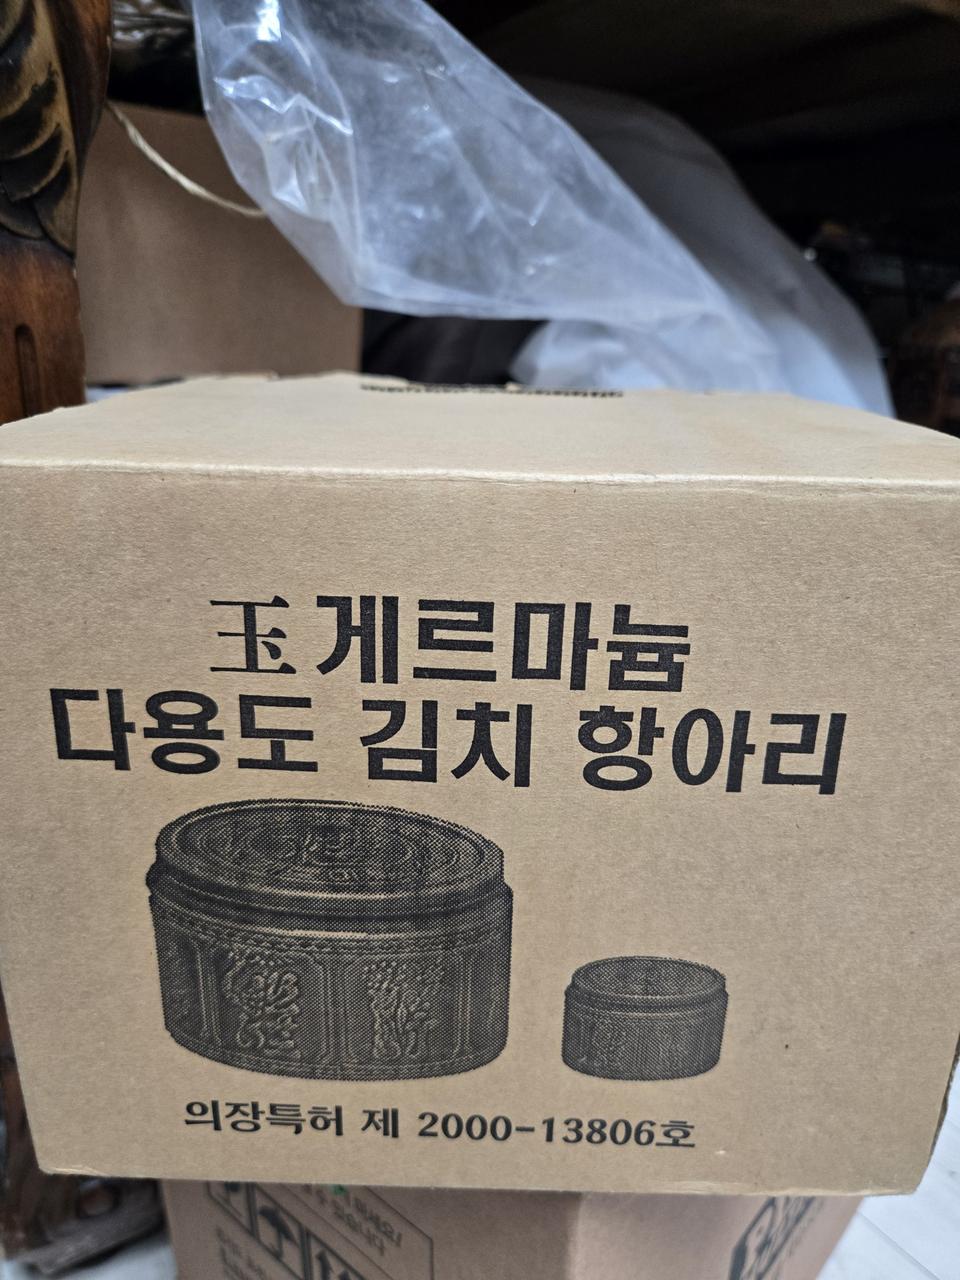 玉게르마늄
다용도 김치 항아리
의장특허 제 2000-13806호